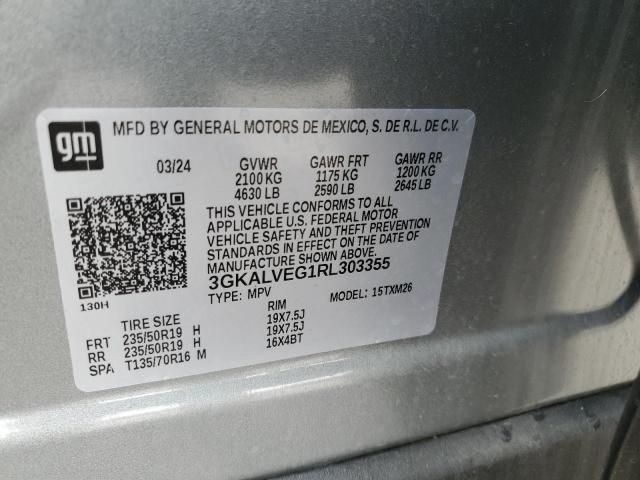 gm
MFD BY GENERAL MOTORS DE MEXICO, S. DE R.L. DE C.V.
03/24 GVWR GAWR FRT GAWR RR
2100 KG 1175 KG 1200 KG
4630 LB 2590 LB 2645 LB
THIS VEHICLE CONFORMS TO ALL
APPLICABLE U.S. FEDERAL MOTOR
VEHICLE SAFETY AND THEFT PREVENTION
STANDARDS IN EFFECT ON THE DATE OF
MANUFACTURE SHOWN ABOVE.
3GKALVEG1RL303355
130H
TYPE: MPV MODEL: 15TXM26
TIRE SIZE RIM
FRT 235/50R19 H 19X7.5J
RR 235/50R19 H 19X7.5J
SPA T135/70R16 M 16X4BT